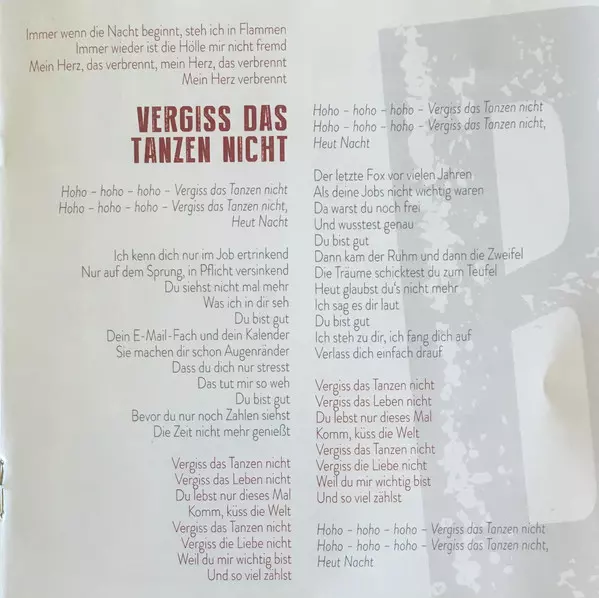 Immer wenn die Nacht beginnt, steh ich in Flammen
Immer wieder ist die Hölle mir nicht fremd
Mein Herz, das verbrennt, mein Herz, das verbrennt
Mein Herz verbrennt
VERGISS DAS
TANZEN NICHT
Hoho – hoho – hoho – Vergiss das Tanzen nicht
Hoho – hoho – hoho – Vergiss das Tanzen nicht,
Heut Nacht
Ich kenn dich nur im Job ertrinkend
Nur auf dem Sprung, in Pflicht versinkend
Du siehst nicht mal mehr
Was ich in dir seh
Du bist gut
Dein E-Mail-Fach und dein Kalender
Sie machen dir schon Augenränder
Dass du dich nur stresst
Das tut mir so weh
Du bist gut
Bevor du nur noch Zahlen siehst
Die Zeit nicht mehr genießt
Vergiss das Tanzen nicht
Vergiss das Leben nicht
Du lebst nur dieses Mal
Komm, küss die Welt
Vergiss das Tanzen nicht
Vergiss die Liebe nicht
Weil du mir wichtig bist
Und so viel zählst
Hoho – hoho – hoho – Vergiss das Tanzen nicht
Hoho – hoho – hoho – Vergiss das Tanzen nicht,
Heut Nacht
Der letzte Fox vor vielen Jahren
Als deine Jobs nicht wichtig waren
Da warst du noch frei
Und wusstest genau
Du bist gut
Dann kam der Ruhm und dann die Zweifel
Die Träume schicktest du zum Teufel
Heut glaubst du's nicht mehr
Ich sag es dir laut
Du bist gut
Ich steh zu dir, ich fang dich auf
Verlass dich einfach drauf
Vergiss das Tanzen nicht
Vergiss das Leben nicht
Du lebst nur dieses Mal
Komm, küss die Welt
Vergiss das Tanzen nicht
Vergiss die Liebe nicht
Weil du mir wichtig bist
Und so viel zählst
Hoho – hoho – hoho – Vergiss das Tanzen nicht
Hoho – hoho – hoho – Vergiss das Tanzen nicht,
Heut Nacht